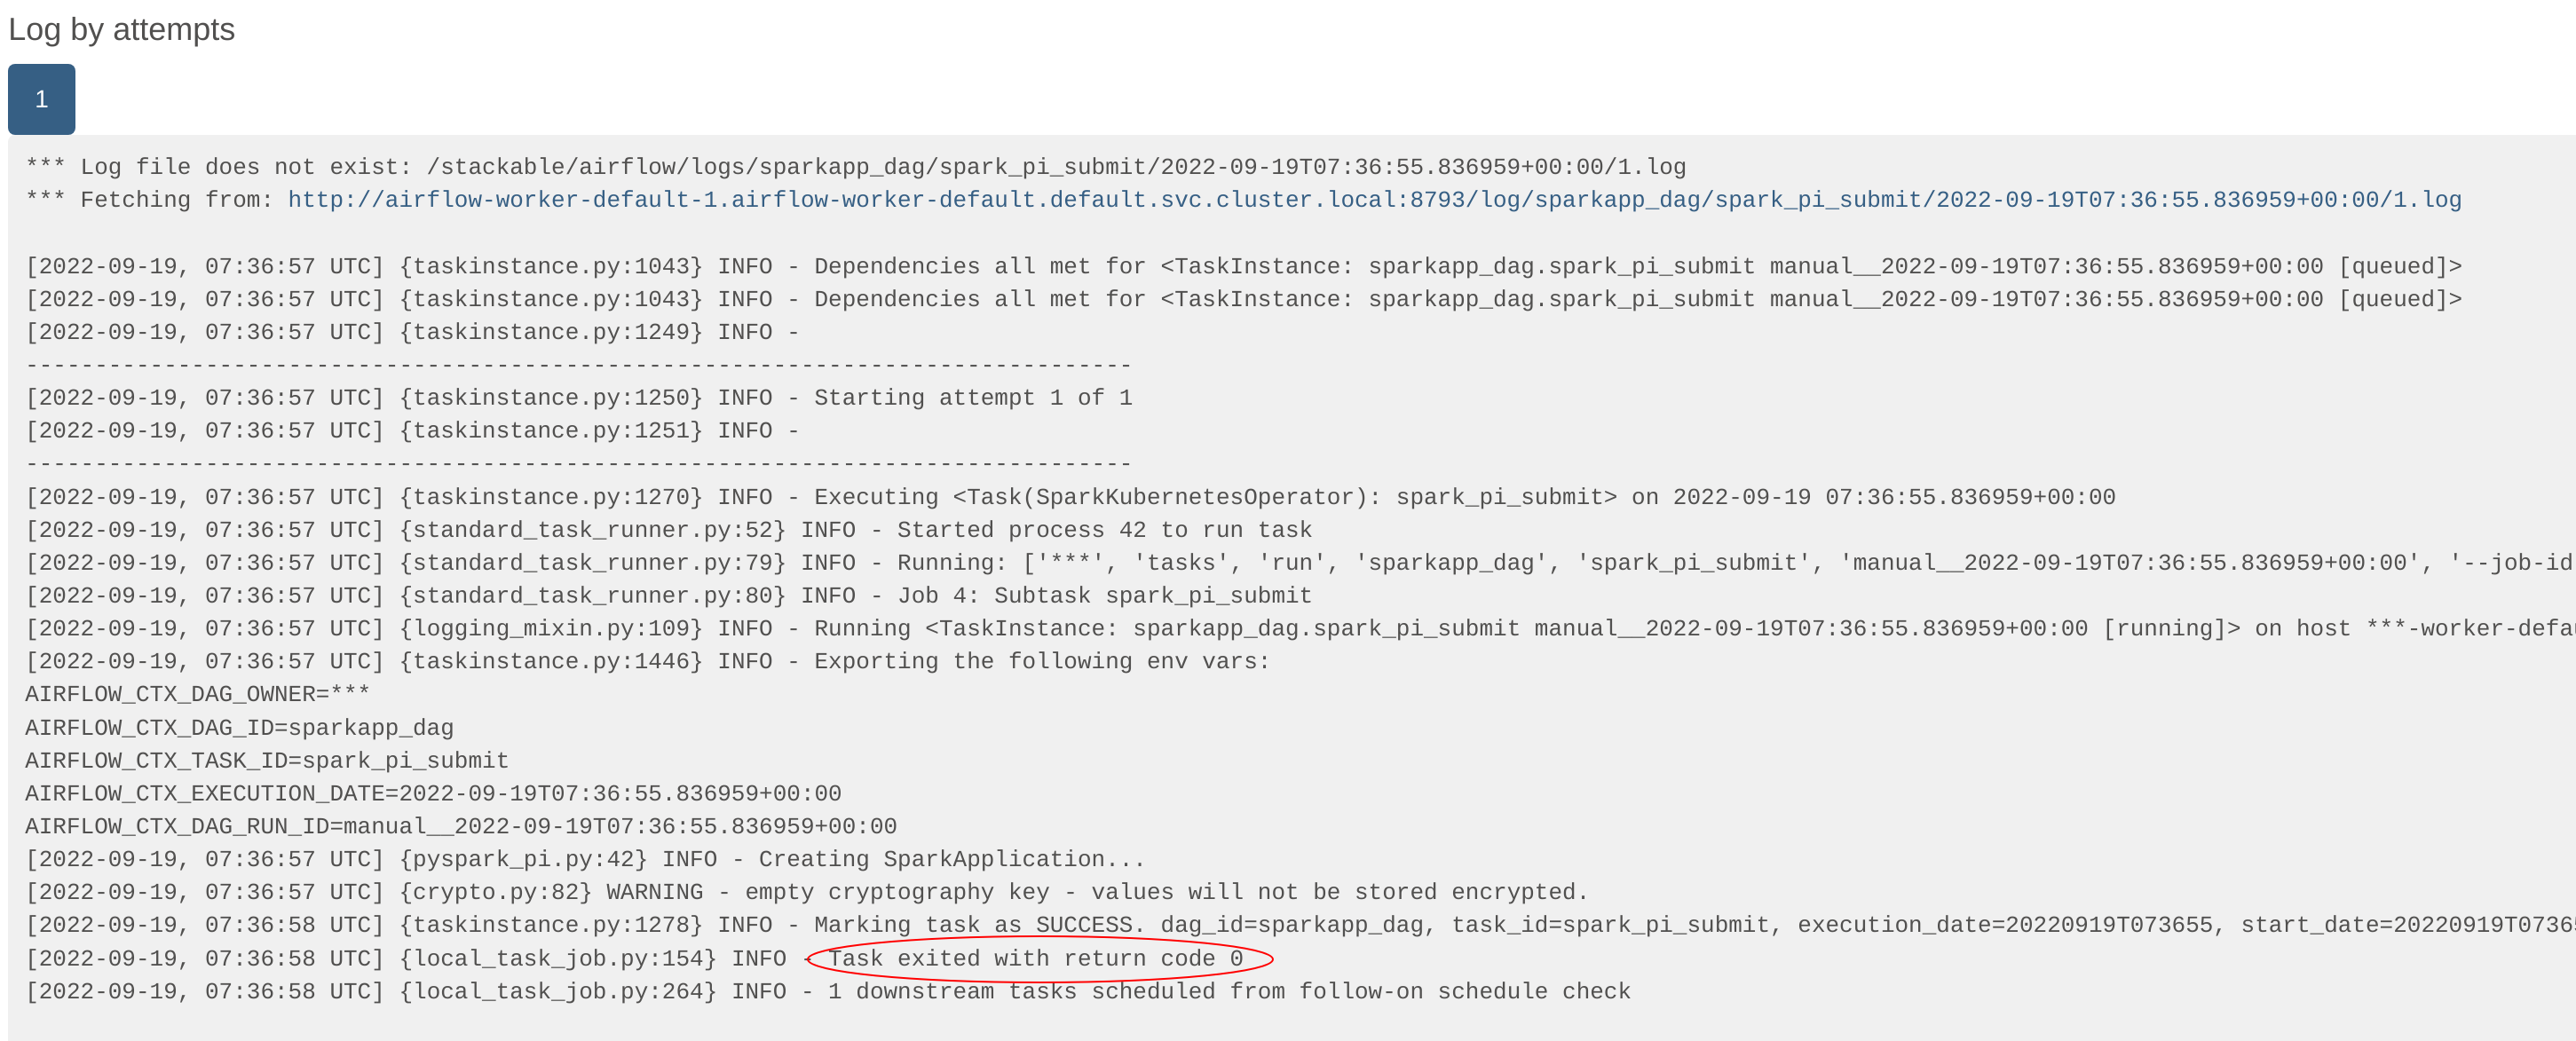 Log by attempts
1
*** Log file does not exist: /stackable/airflow/logs/sparkapp_dag/spark_pi_submit/2022-09-19T07:36:55.836959+00:00/1.log
*** Fetching from: http://airflow-worker-default-1.airflow-worker-default.default.svc.cluster.local:8793/log/sparkapp_dag/spark_pi_submit/2022-09-19T07:36:55.836959+00:00/1.log
[2022-09-19, 07:36:57 UTC] {taskinstance.py:1043} INFO - Dependencies all met for <TaskInstance: sparkapp_dag.spark_pi_submit manual__2022-09-19T07:36:55.836959+00:00 [queued]>
[2022-09-19, 07:36:57 UTC] {taskinstance.py:1043} INFO - Dependencies all met for <TaskInstance: sparkapp_dag.spark_pi_submit manual__2022-09-19T07:36:55.836959+00:00 [queued]>
[2022-09-19, 07:36:57 UTC] {taskinstance.py:1249} INFO -
--------------------------------------------------------------------------------
[2022-09-19, 07:36:57 UTC] {taskinstance.py:1250} INFO - Starting attempt 1 of 1
[2022-09-19, 07:36:57 UTC] {taskinstance.py:1251} INFO -
--------------------------------------------------------------------------------
[2022-09-19, 07:36:57 UTC] {taskinstance.py:1270} INFO - Executing <Task(SparkKubernetesOperator): spark_pi_submit> on 2022-09-19 07:36:55.836959+00:00
[2022-09-19, 07:36:57 UTC] {standard_task_runner.py:52} INFO - Started process 42 to run task
[2022-09-19, 07:36:57 UTC] {standard_task_runner.py:79} INFO - Running: ['***', 'tasks', 'run', 'sparkapp_dag', 'spark_pi_submit', 'manual__2022-09-19T07:36:55.836959+00:00', '--job-id
[2022-09-19, 07:36:57 UTC] {standard_task_runner.py:80} INFO - Job 4: Subtask spark_pi_submit
[2022-09-19, 07:36:57 UTC] {logging_mixin.py:109} INFO - Running <TaskInstance: sparkapp_dag.spark_pi_submit manual__2022-09-19T07:36:55.836959+00:00 [running]> on host ***-worker-defa
[2022-09-19, 07:36:57 UTC] {taskinstance.py:1446} INFO - Exporting the following env vars:
AIRFLOW_CTX_DAG_OWNER=***
AIRFLOW_CTX_DAG_ID=sparkapp_dag
AIRFLOW_CTX_TASK_ID=spark_pi_submit
AIRFLOW_CTX_EXECUTION_DATE=2022-09-19T07:36:55.836959+00:00
AIRFLOW_CTX_DAG_RUN_ID=manual__2022-09-19T07:36:55.836959+00:00
[2022-09-19, 07:36:57 UTC] {pyspark_pi.py:42} INFO - Creating SparkApplication...
[2022-09-19, 07:36:57 UTC] {crypto.py:82} WARNING - empty cryptography key - values will not be stored encrypted.
[2022-09-19, 07:36:58 UTC] {taskinstance.py:1278} INFO - Marking task as SUCCESS. dag_id=sparkapp_dag, task_id=spark_pi_submit, execution_date=20220919T073655, start_date=20220919T0736
[2022-09-19, 07:36:58 UTC] {local_task_job.py:154} INFO - Task exited with return code 0
[2022-09-19, 07:36:58 UTC] {local_task_job.py:264} INFO - 1 downstream tasks scheduled from follow-on schedule check